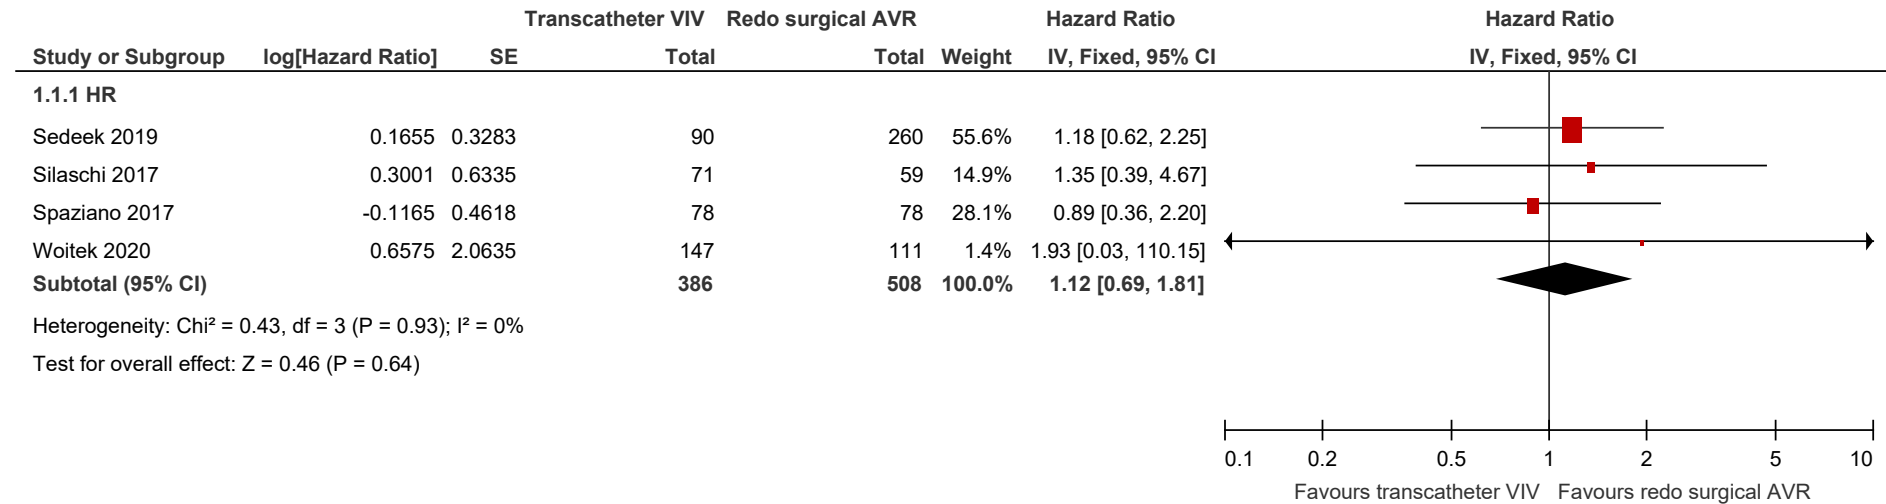 Transcatheter VIV Redo surgical AVR Hazard Ratio Hazard Ratio
Study or Subgroup log[Hazard Ratio] SE Total Total Weight IV, Fixed, 95% CI IV, Fixed, 95% CI
1.1.1 HR
Sedeek 2019 0.1655 0.3283 90 260 55.6% 1.18 [0.62, 2.25]
Silaschi 2017 0.3001 0.6335 71 59 14.9% 1.35 [0.39, 4.67]
Spaziano 2017 -0.1165 0.4618 78 78 28.1% 0.89 [0.36, 2.20]
Woitek 2020 0.6575 2.0635 147 111 1.4% 1.93 [0.03, 110.15]
Subtotal (95% CI) 386 508 100.0% 1.12 [0.69, 1.81]
Heterogeneity: Chi² = 0.43, df = 3 (P = 0.93); I² = 0%
Test for overall effect: Z = 0.46 (P = 0.64)
0.1 0.2 0.5 1 2 5 10
Favours transcatheter VIV Favours redo surgical AVR